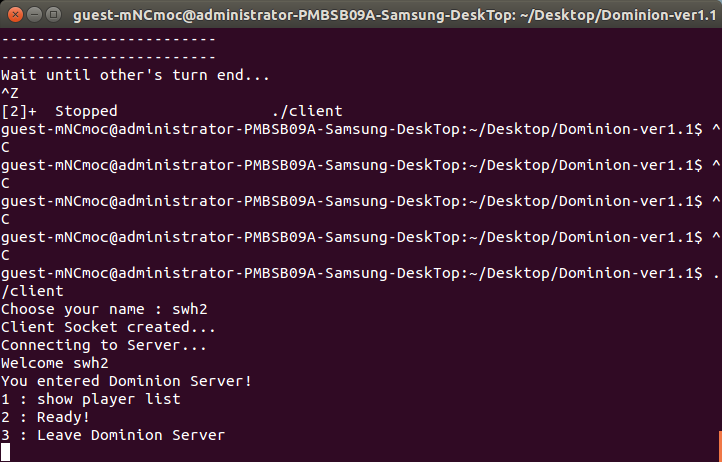 guest-mNCmoc@administrator-PMBSB09A-Samsung-DeskTop: ~/Desktop/Dominion-ver1.1
------------------------
------------------------
Wait until other's turn end...
^Z
[2]+  Stopped                 ./client
guest-mNCmoc@administrator-PMBSB09A-Samsung-DeskTop:~/Desktop/Dominion-ver1.1$ ^
C
guest-mNCmoc@administrator-PMBSB09A-Samsung-DeskTop:~/Desktop/Dominion-ver1.1$ ^
C
guest-mNCmoc@administrator-PMBSB09A-Samsung-DeskTop:~/Desktop/Dominion-ver1.1$ ^
C
guest-mNCmoc@administrator-PMBSB09A-Samsung-DeskTop:~/Desktop/Dominion-ver1.1$ ^
C
guest-mNCmoc@administrator-PMBSB09A-Samsung-DeskTop:~/Desktop/Dominion-ver1.1$ .
/client
Choose your name : swh2
Client Socket created...
Connecting to Server...
Welcome swh2
You entered Dominion Server!
1 : show player list
2 : Ready!
3 : Leave Dominion Server